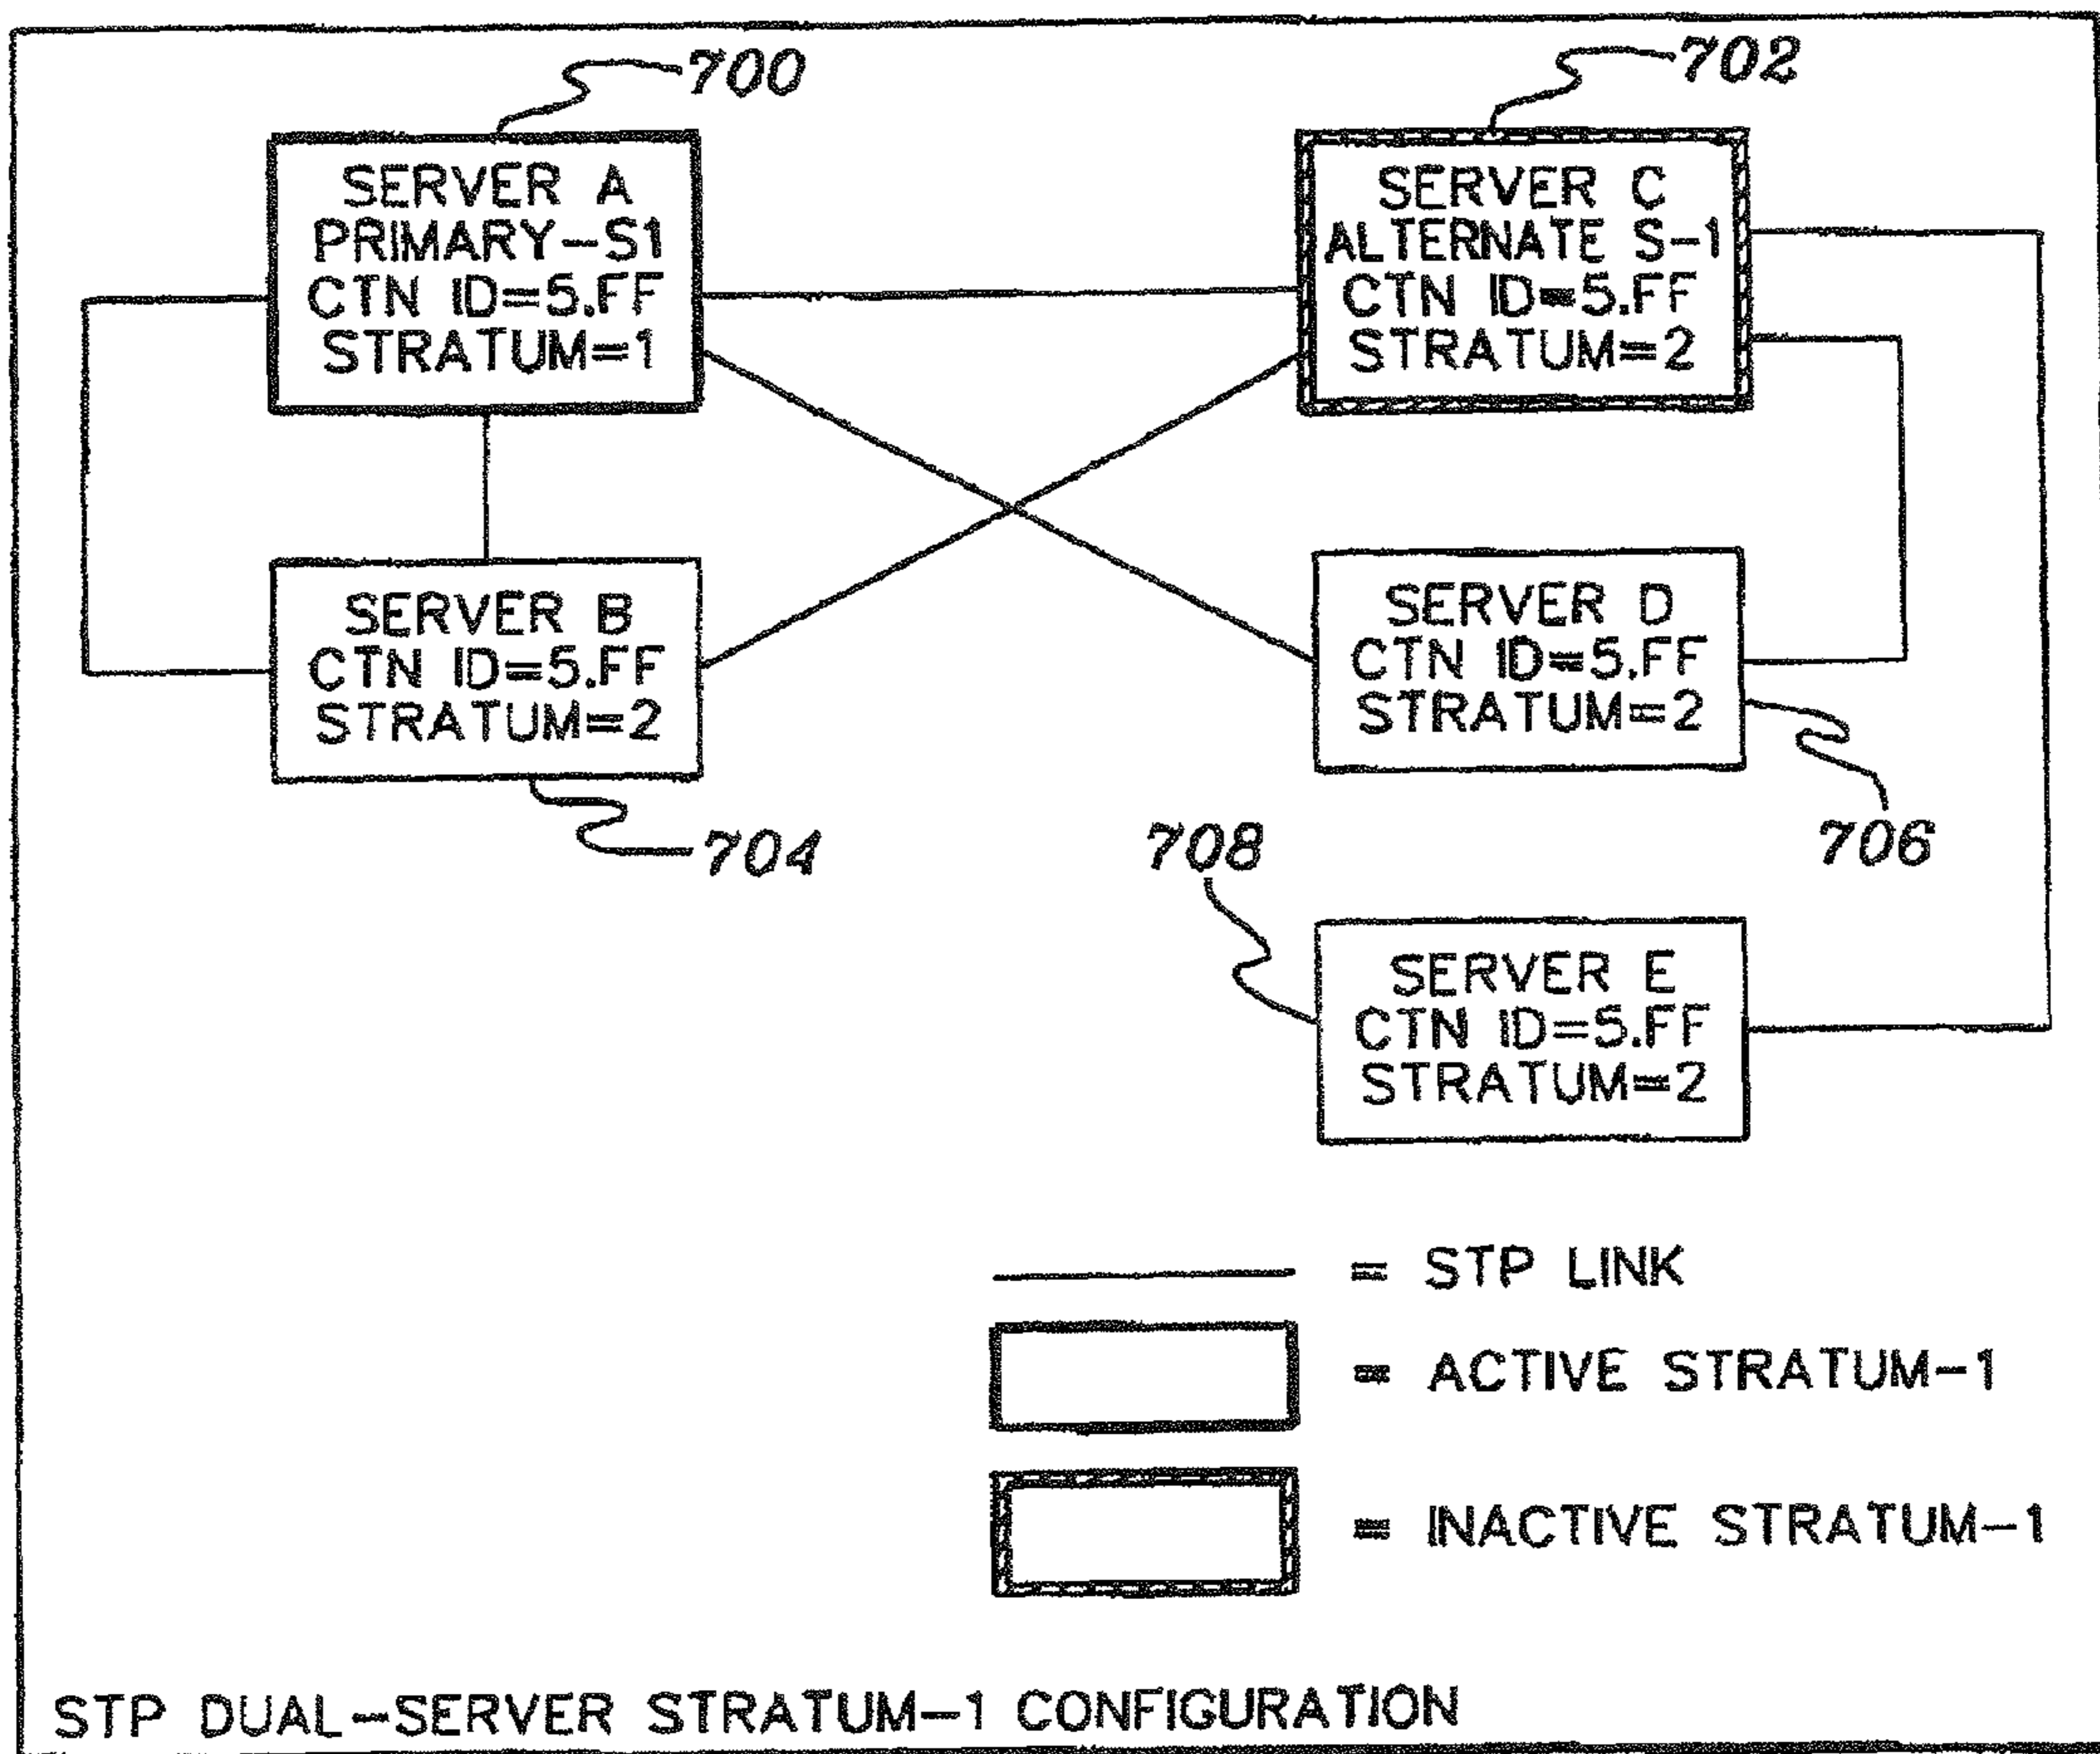 700
702
SERVER A
PRIMARY-S1
CTN ID=5.FF
STRATUM=1
SERVER C
ALTERNATE S-1
CTN ID=5.FF
STRATUM=2
SERVER B
CTN ID=5.FF
STRATUM=2
SERVER D
CTN ID=5.FF
STRATUM=2
704
708
706
SERVER E
CTN ID=5.FF
STRATUM=2
= STP LINK
= ACTIVE STRATUM-1
= INACTIVE STRATUM-1
STP DUAL-SERVER STRATUM-1 CONFIGURATION